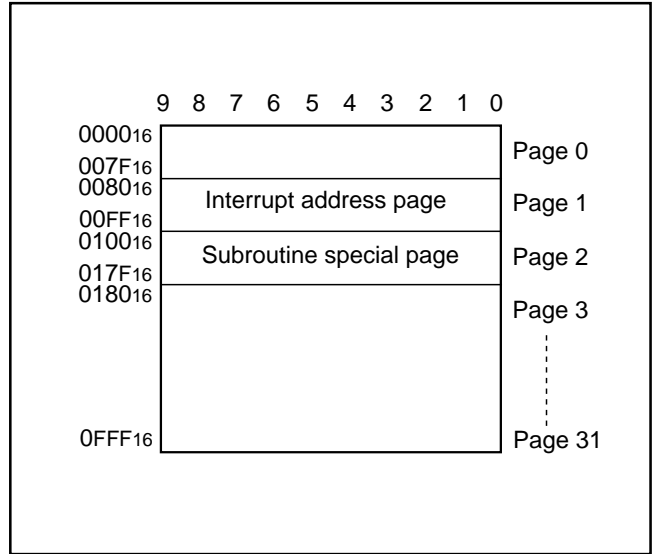 9 8 7 6 5 4 3 2 1 0
0000₁₆
Page 0
007F₁₆
0080₁₆
Interrupt address page
Page 1
00FF₁₆
0100₁₆
Subroutine special page
Page 2
017F₁₆
0180₁₆
Page 3
0FFF₁₆
Page 31